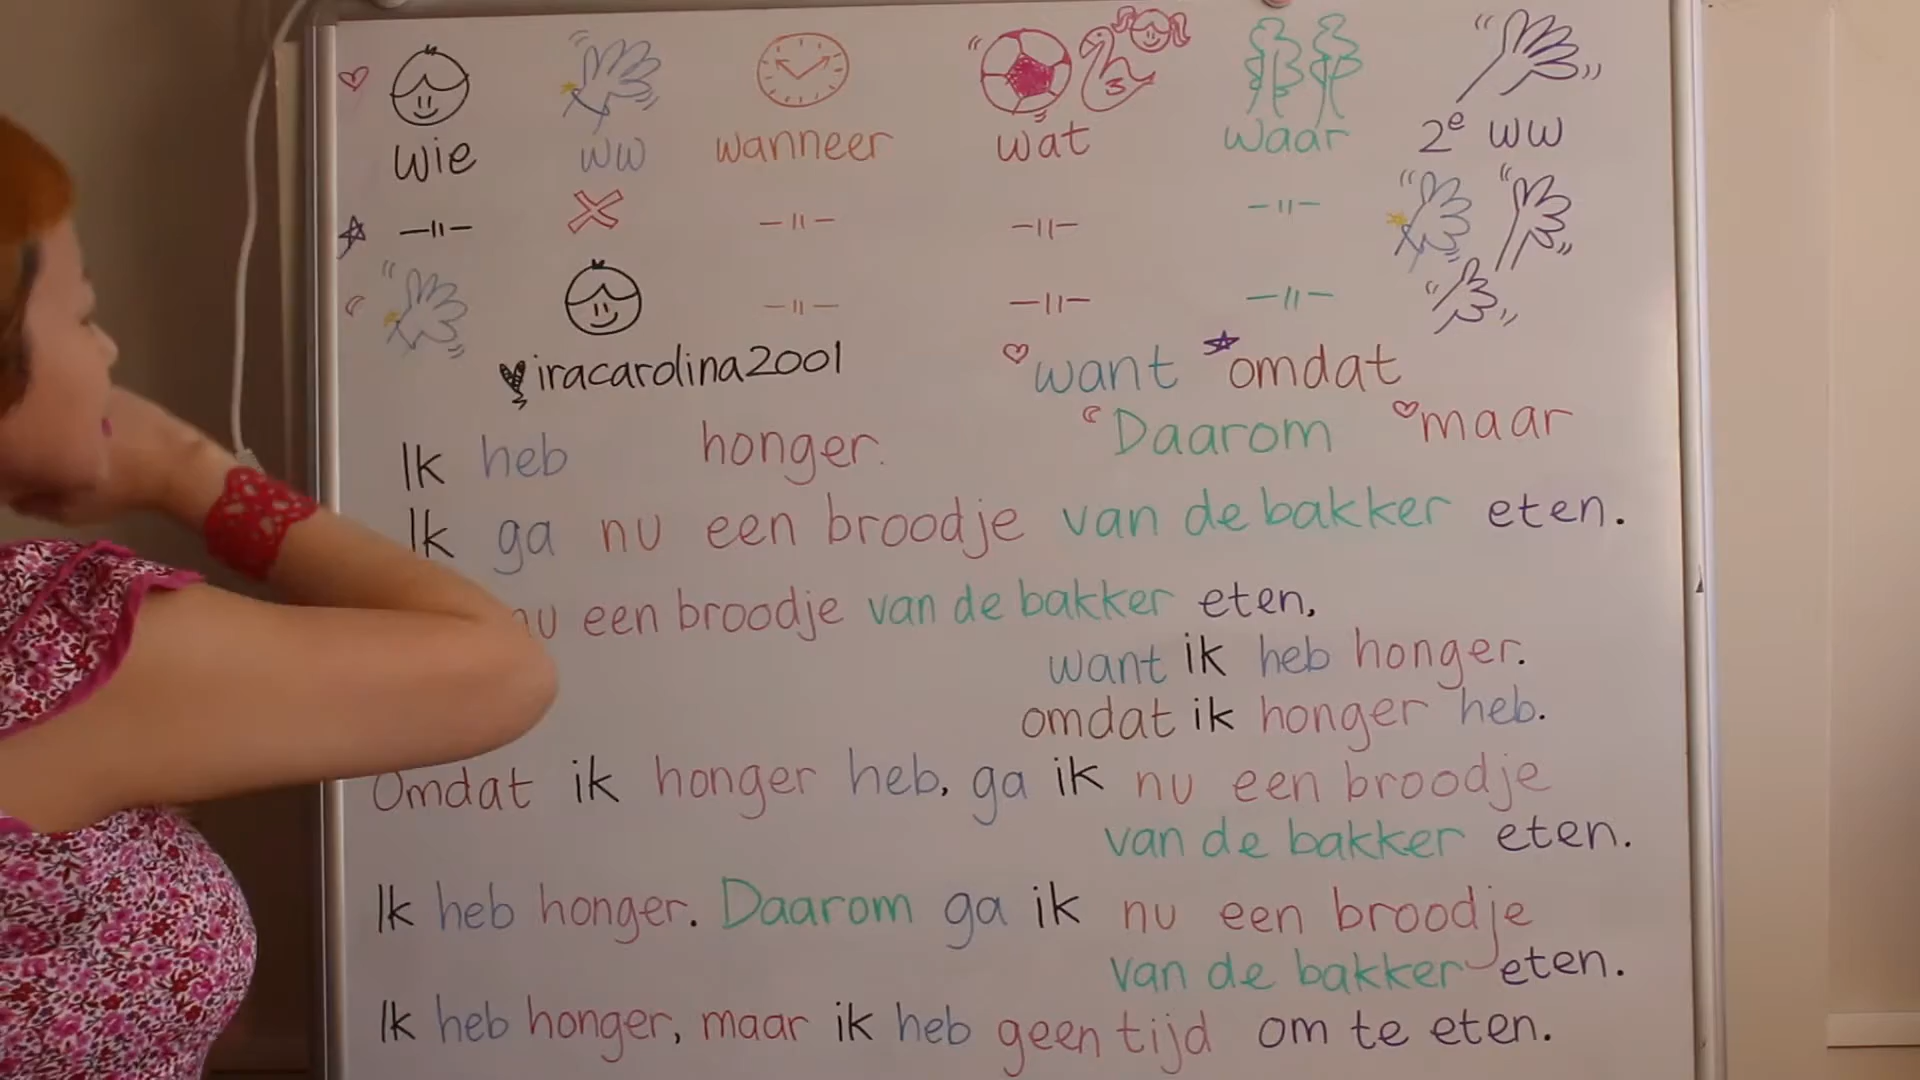 wie ww wanneer wat waar 2e ww
iracarolina2001 want omdat
Daarom maar
Ik heb honger.
Ik ga nu een broodje van de bakker eten.
nu een broodje van de bakker eten,
want ik heb honger.
omdat ik honger heb.
Omdat ik honger heb, ga ik nu een broodje
van de bakker eten.
Ik heb honger. Daarom ga ik nu een broodje
van de bakker eten.
Ik heb honger, maar ik heb geen tijd om te eten.